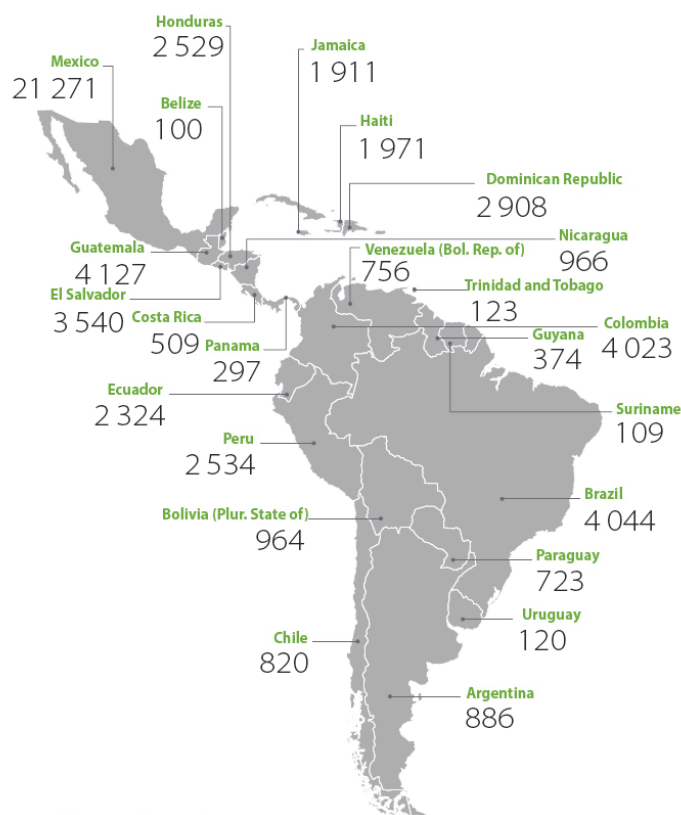 Honduras
2 529
Jamaica
1 911
Mexico
21 271
Belize
100
Haiti
1 971
Dominican Republic
2 908
Nicaragua
966
Guatemala
4 127
Venezuela (Bol. Rep. of)
756
El Salvador
3 540
Trinidad and Tobago
123
Costa Rica
509
Colombia
4 023
Panama
297
Guyana
374
Ecuador
2 324
Suriname
109
Peru
2 534
Brazil
4 044
Bolivia (Plur. State of)
964
Paraguay
723
Uruguay
120
Chile
820
Argentina
886